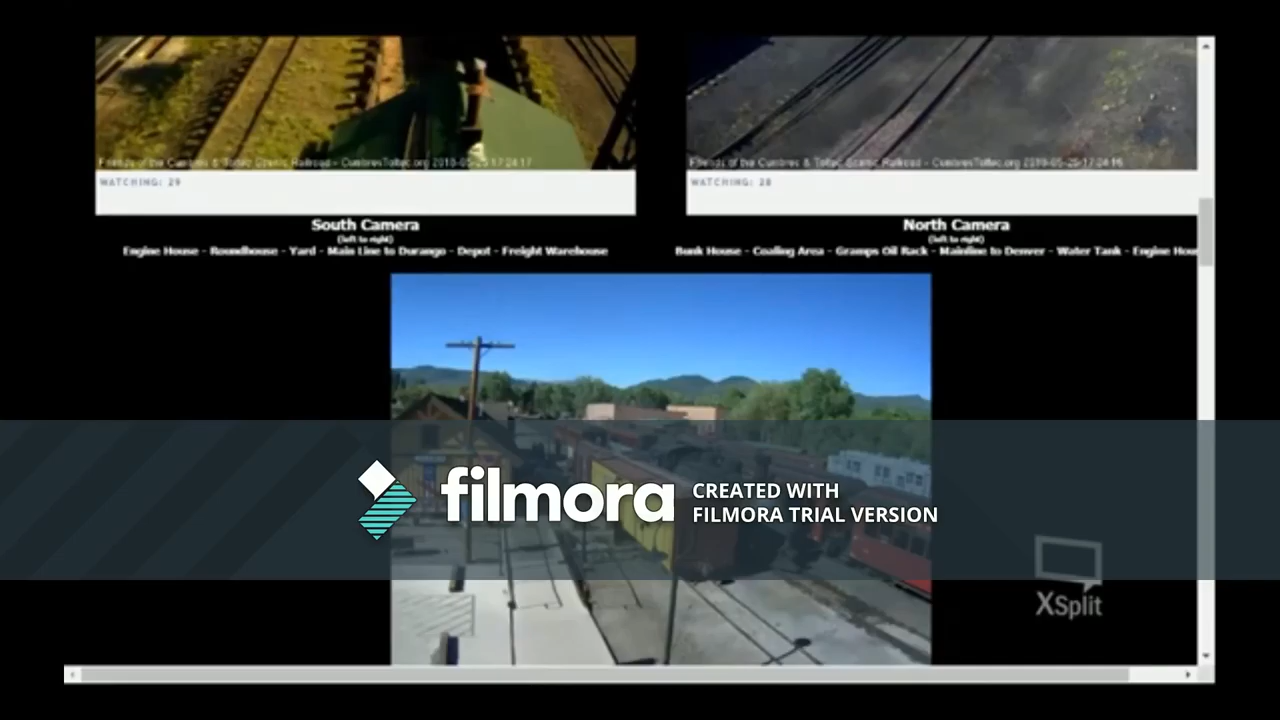 Friends of the Cumbres & Toltec Scenic Railroad - CumbresToltec.org 2019-05-25 17:24:17
WATCHING: 29
South Camera
(left to right)
Engine House - Roundhouse - Yard - Main Line to Durango - Depot - Freight Warehouse
Friends of the Cumbres & Toltec Scenic Railroad - CumbresToltec.org 2019-05-25 17:24:16
WATCHING: 28
North Camera
(left to right)
Bunk House - Coaling Area - Gramps Oil Rack - Mainline to Denver - Water Tank - Engine Hou
filmora
CREATED WITH
FILMORA TRIAL VERSION
XSplit